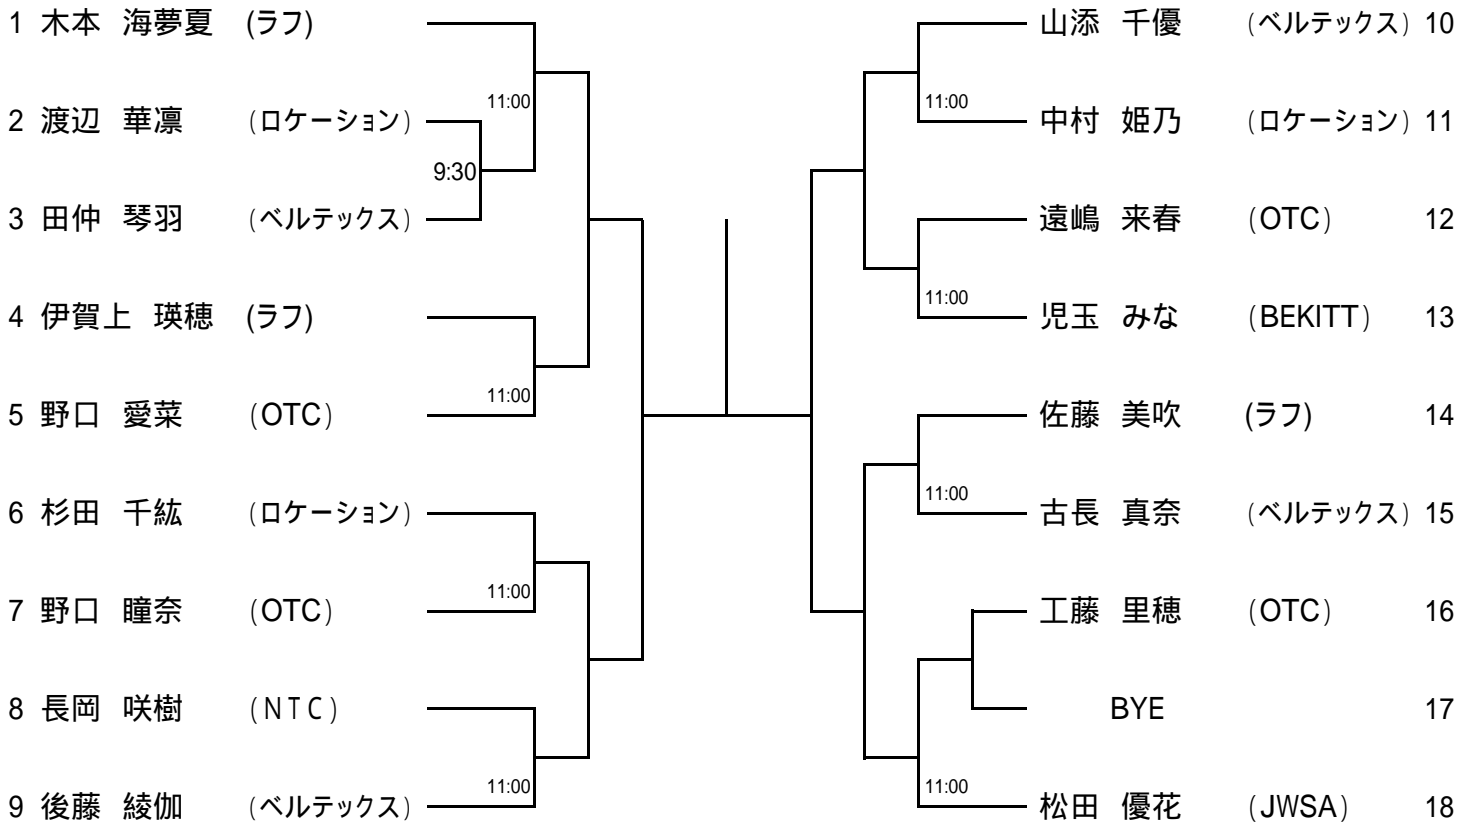 1 木本 海夢夏 (ラフ)
11:00
2 渡辺 華凛 (ロケーション)
9:30
3 田仲 琴羽 (ベルテックス)
4 伊賀上 瑛穂 (ラフ)
11:00
5 野口 愛菜 (OTC)
6 杉田 千紘 (ロケーション)
11:00
7 野口 瞳奈 (OTC)
8 長岡 咲樹 (NTC)
11:00
9 後藤 綾伽 (ベルテックス)
山添 千優 (ベルテックス) 10
11:00
中村 姫乃 (ロケーション) 11
遠嶋 来春 (OTC) 12
11:00
児玉 みな (BEKITT) 13
佐藤 美吹 (ラフ) 14
11:00
古長 真奈 (ベルテックス) 15
工藤 里穂 (OTC) 16
BYE 17
11:00
松田 優花 (JWSA) 18